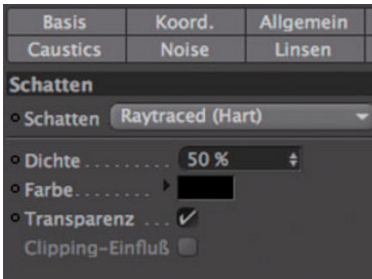 Basis Koord. Allgemein
Caustics Noise Linsen
Schatten
Schatten Raytraced (Hart)
Dichte . . . . . . . . . 50 %
Farbe. . . . . . . .
Transparenz . . .
Clipping-Einfluß